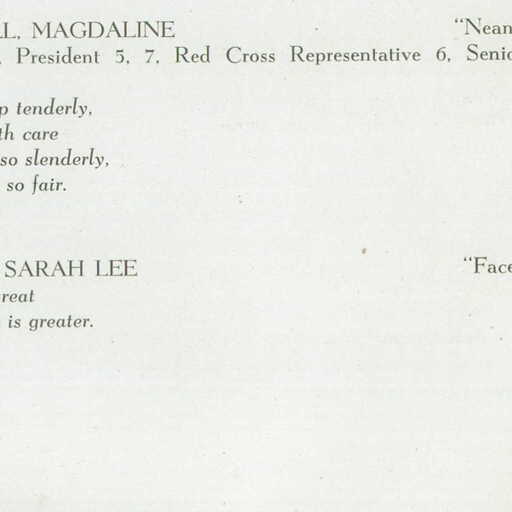 LL, MAGDALINE “Nean
, President 5, 7, Red Cross Representative 6, Senio
p tenderly,
th care
so slenderly,
so fair.
SARAH LEE “Face
reat
is greater.